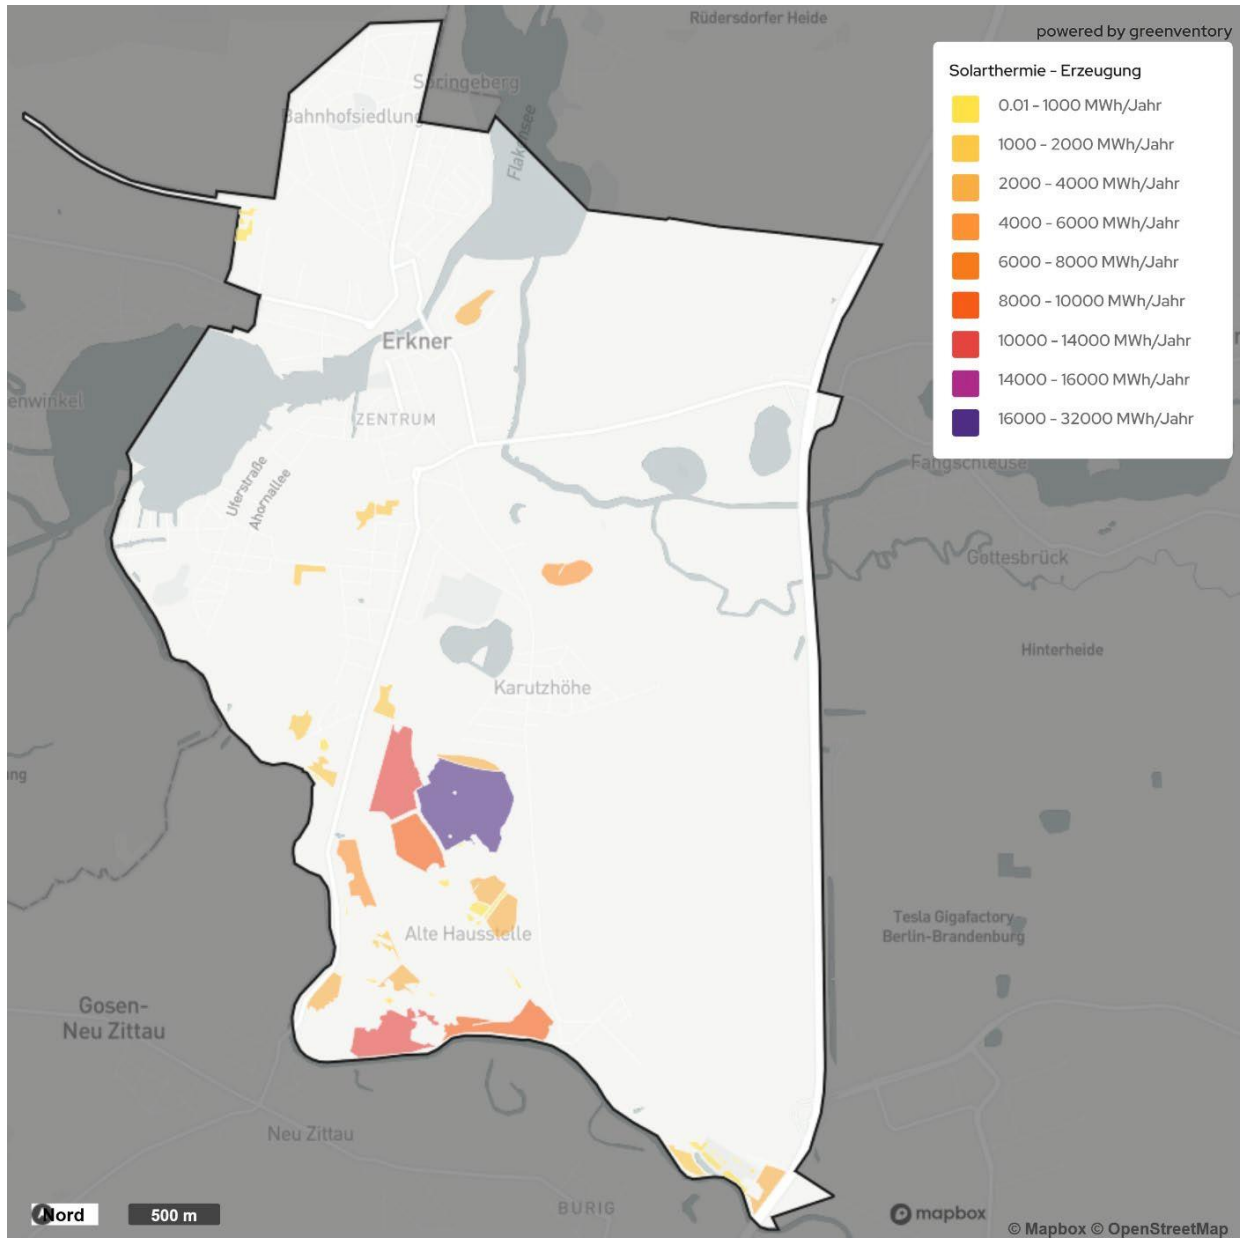 Rüdersdorfer Heide
powered by greenventory
Solarthermie - Erzeugung
0.01 - 1000 MWh/Jahr
1000 - 2000 MWh/Jahr
2000 - 4000 MWh/Jahr
4000 - 6000 MWh/Jahr
6000 - 8000 MWh/Jahr
8000 - 10000 MWh/Jahr
10000 - 14000 MWh/Jahr
14000 - 16000 MWh/Jahr
16000 - 32000 MWh/Jahr
Springeberg
Bahnhofsiedlung
Flakensee
Erkner
enwinkel
ZENTRUM
Fangschleuse
Uferstraße
Ahornallee
Gottesbrück
Hinterheide
Karutzhöhe
ng
Tesla Gigafactory
Berlin-Brandenburg
Alte Hausstelle
Gosen-
Neu Zittau
Neu Zittau
BURIG
Nord
500 m
mapbox
© Mapbox © OpenStreetMap